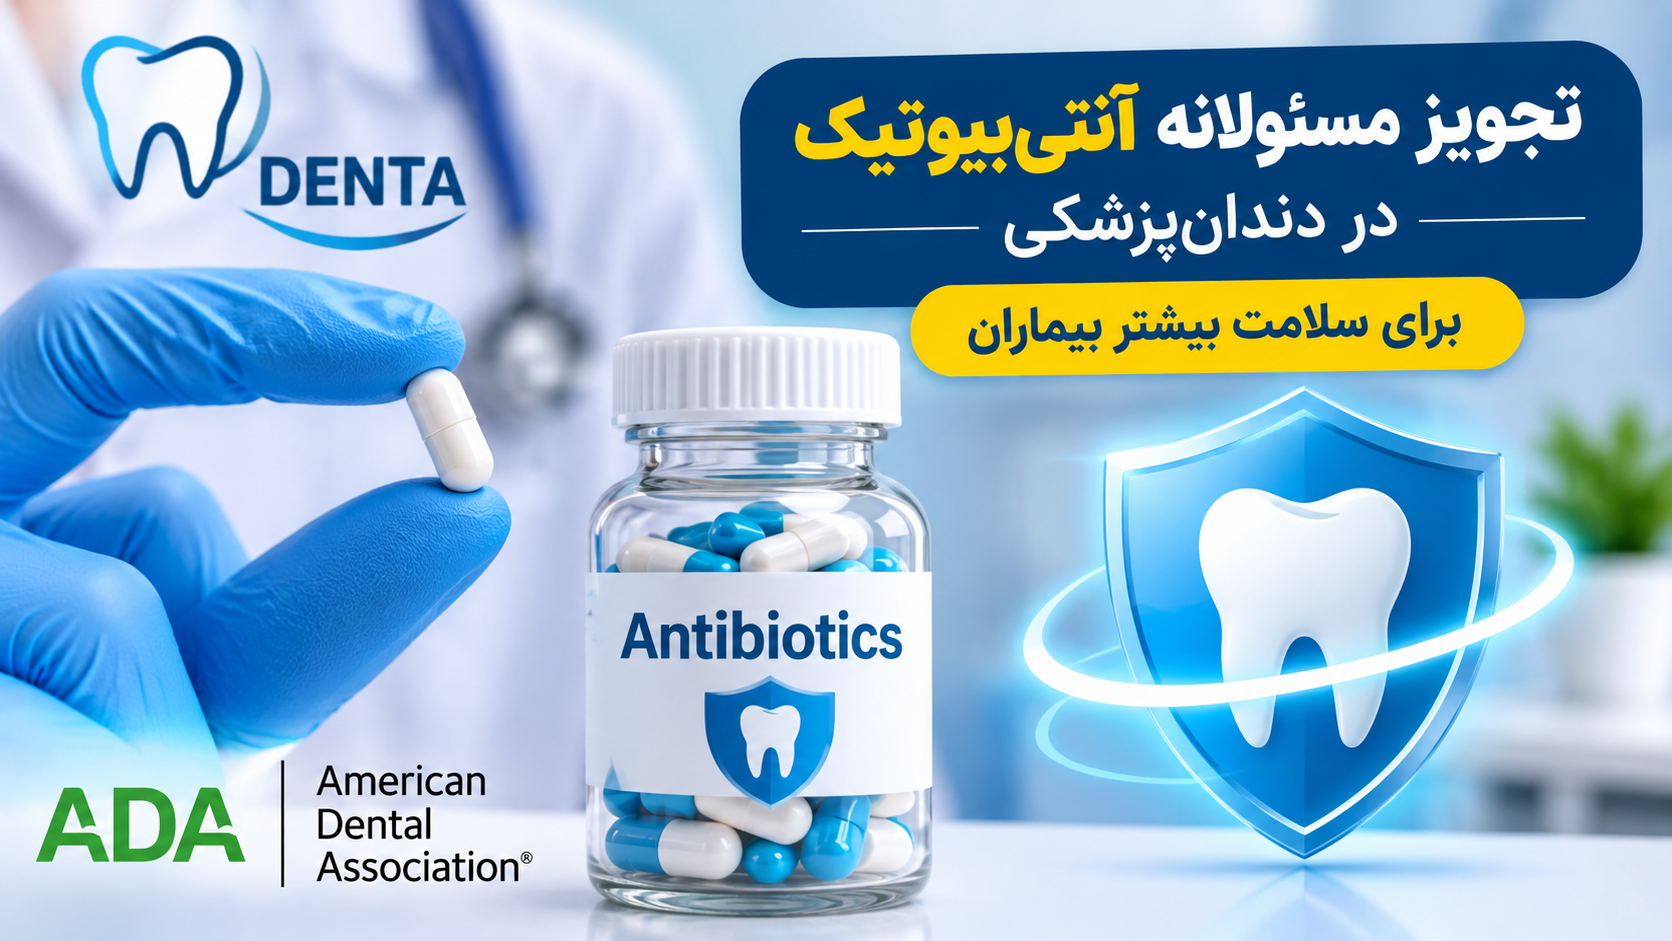 DENTA
تجویز مسئولانه آنتی‌بیوتیک
در دندان‌پزشکی
برای سلامت بیشتر بیماران
Antibiotics
ADA
American
Dental
Association®